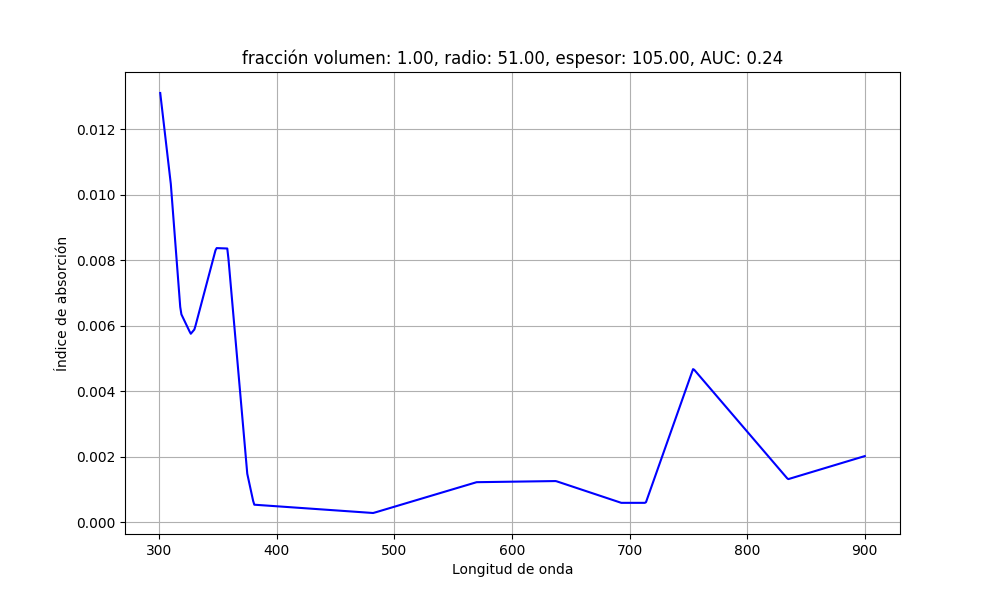 fracción volumen: 1.00, radio: 51.00, espesor: 105.00, AUC: 0.24
0.012
0.010
0.008
0.006
0.004
0.002
0.000
Índice de absorción
300 400 500 600 700 800 900
Longitud de onda